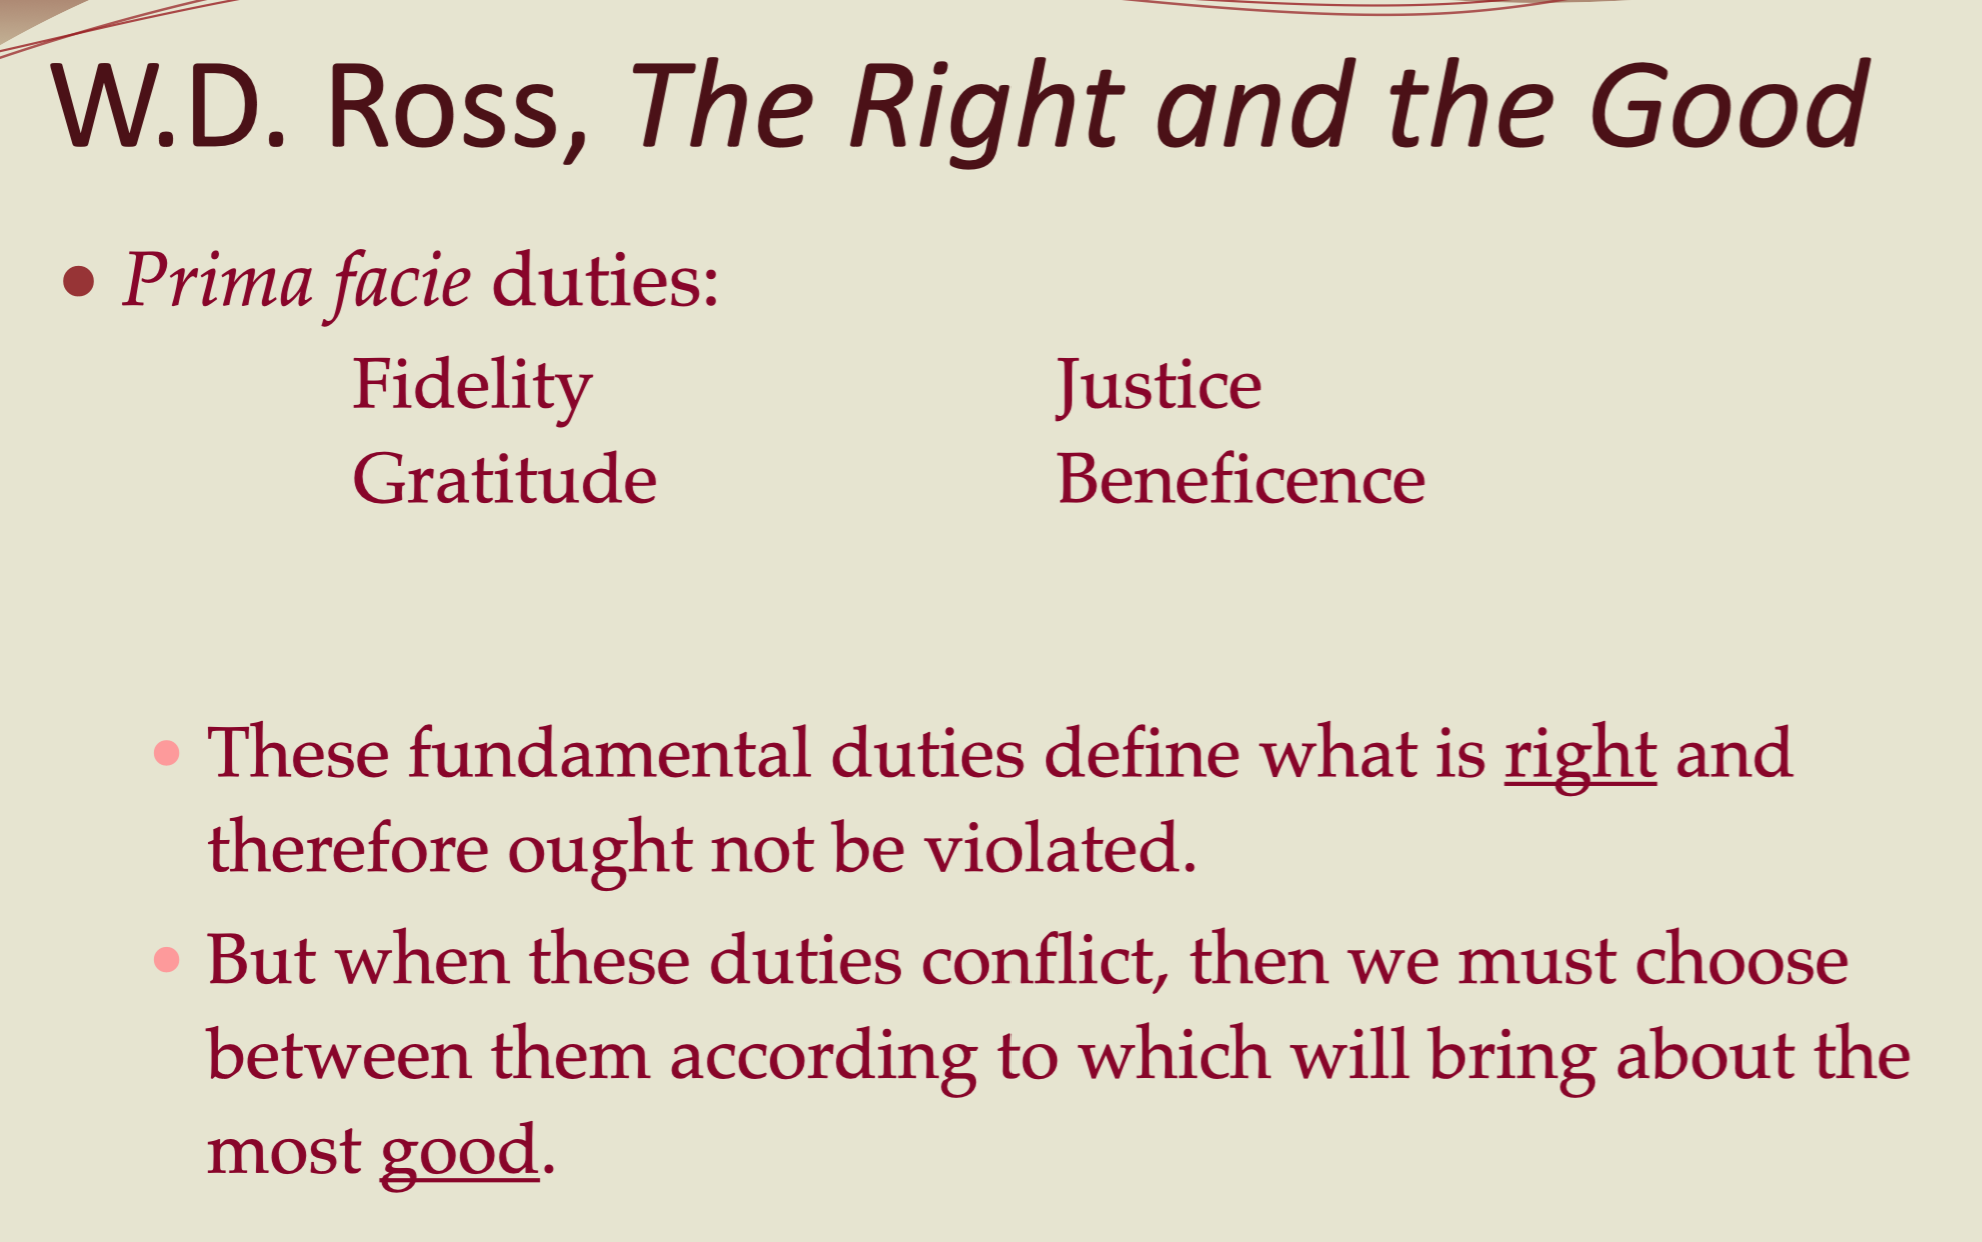 W.D. Ross, The Right and the Good
Prima facie duties:
Fidelity Justice
Gratitude Beneficence
These fundamental duties define what is right and
therefore ought not be violated.
But when these duties conflict, then we must choose
between them according to which will bring about the
most good.